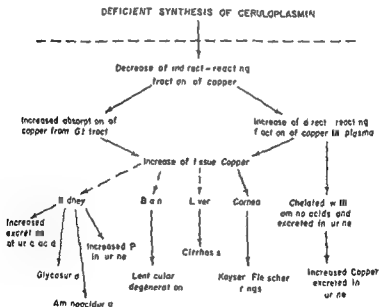 DEFICIENT SYNTHESIS OF CERULOPLASMIN
Decrease of indirect-reacting
fraction of copper
Increased absorption of
copper from GI tract
Increase of direct reacting
fraction of copper in plasma
Increase of tissue Copper
Kidney
Brain
Liver
Cornea
Chelated with
amino acids and
excreted in urine
Increased
excretion
of uric acid
Increased P
in urine
Cirrhosis
Glycosuria
Lenticular
degeneration
Kayser Fleischer
rings
Increased Copper
excreted in
urine
Aminoaciduria